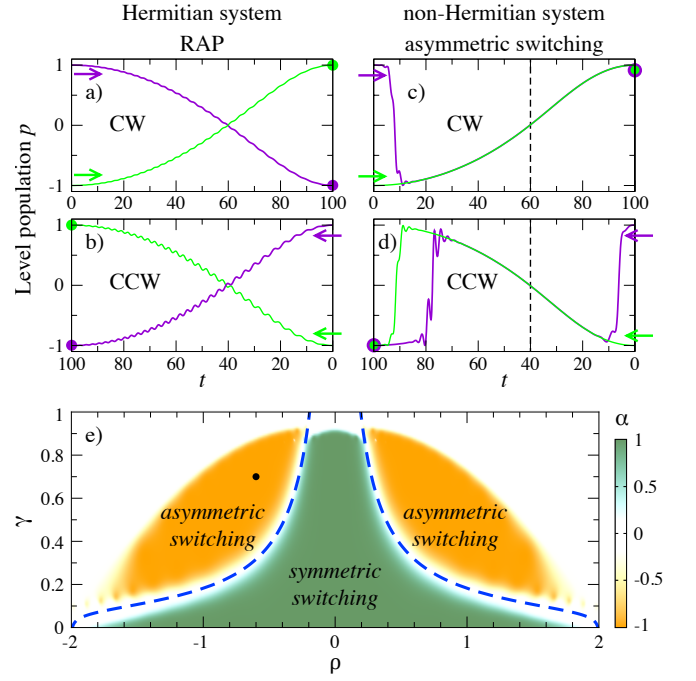 Hermitian system
RAP
non-Hermitian system
asymmetric switching
Level population p
1
0
-1
a)
CW
0 20 40 60 80 100
c)
CW
0 20 40 60 80 100
1
0
-1
b)
CCW
100 80 60 40 20 0
t
d)
CCW
100 80 60 40 20 0
t
e)
γ
1
0.8
0.6
0.4
0.2
0
asymmetric
switching
symmetric
switching
asymmetric
switching
-2 -1 0 1 2
ρ
α
1
0.5
0
-0.5
-1